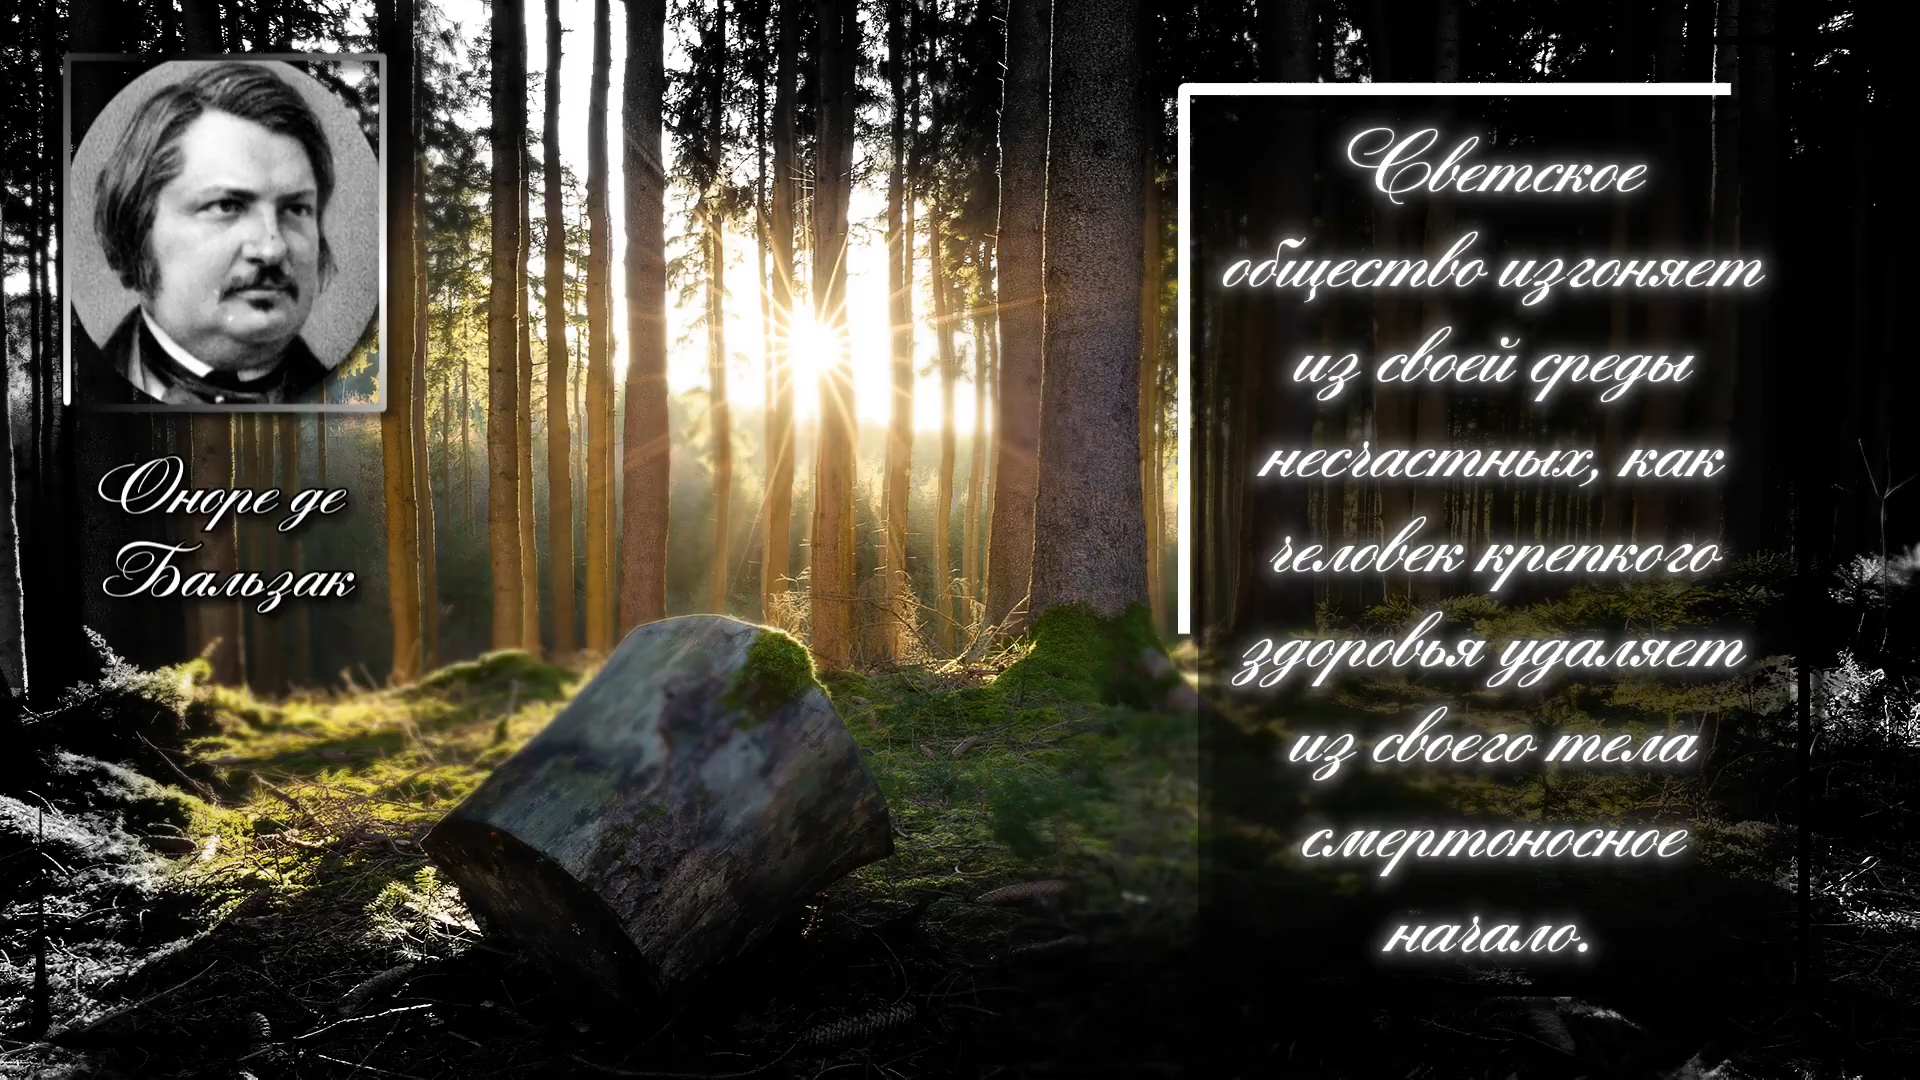 Оноре де
Бальзак
Светское
общество изгоняет
из своей среды
несчастных, как
человек крепкого
здоровья удаляет
из своего тела
смертоносное
начало.